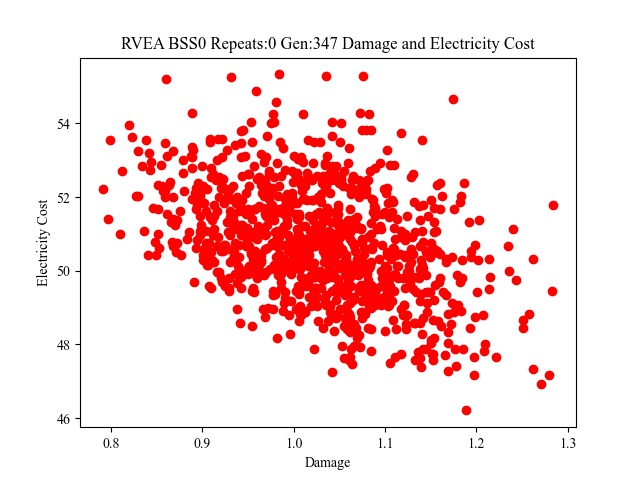 RVEA BSS0 Repeats:0 Gen:347 Damage and Electricity Cost
Electricity Cost
54
52
50
48
46
0.8 0.9 1.0 1.1 1.2 1.3
Damage